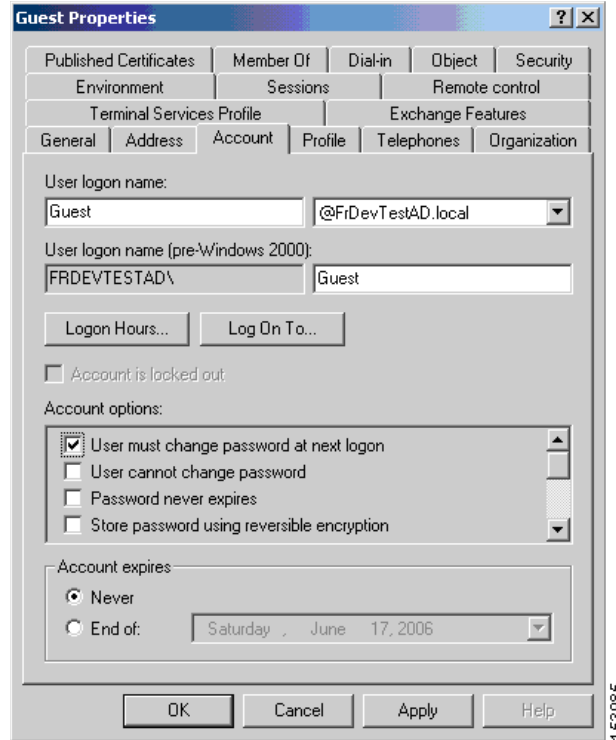 Guest Properties
Published Certificates Member Of Dial-in Object Security
Environment Sessions Remote control
Terminal Services Profile Exchange Features
General Address Account Profile Telephones Organization
User logon name:
Guest @FrDevTestAD.local
User logon name (pre-Windows 2000):
FRDEVTESTAD\ Guest
Logon Hours... Log On To...
Account is locked out
Account options:
User must change password at next logon
User cannot change password
Password never expires
Store password using reversible encryption
Account expires
Never
End of: Saturday , June 17, 2006
OK Cancel Apply Help